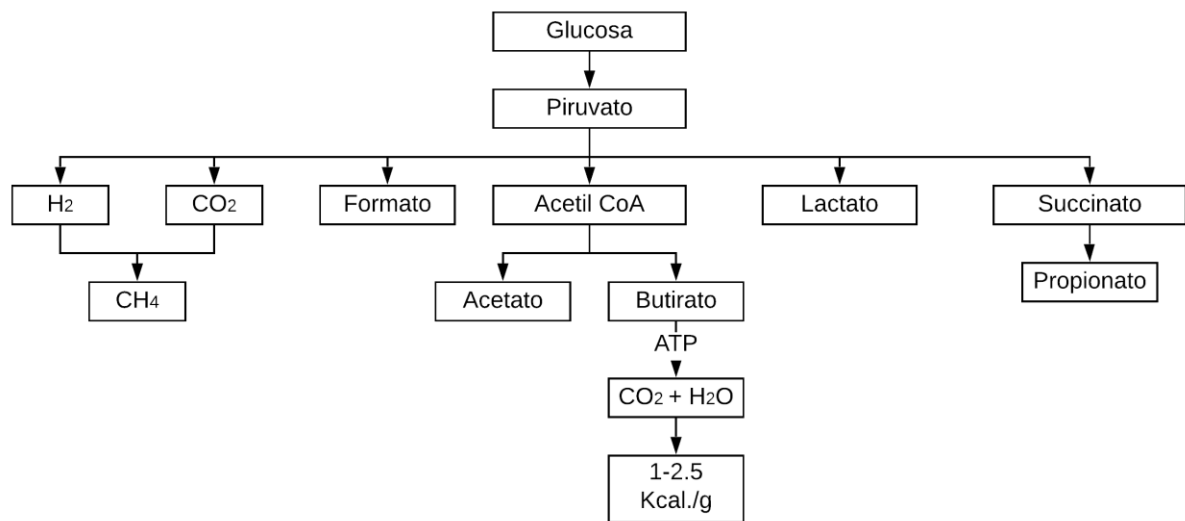 Glucosa
Piruvato
H2
CO2
Formato
Acetil CoA
Lactato
Succinato
CH4
Acetato
Butirato
Propionato
ATP
CO2 + H2O
1-2.5
Kcal./g